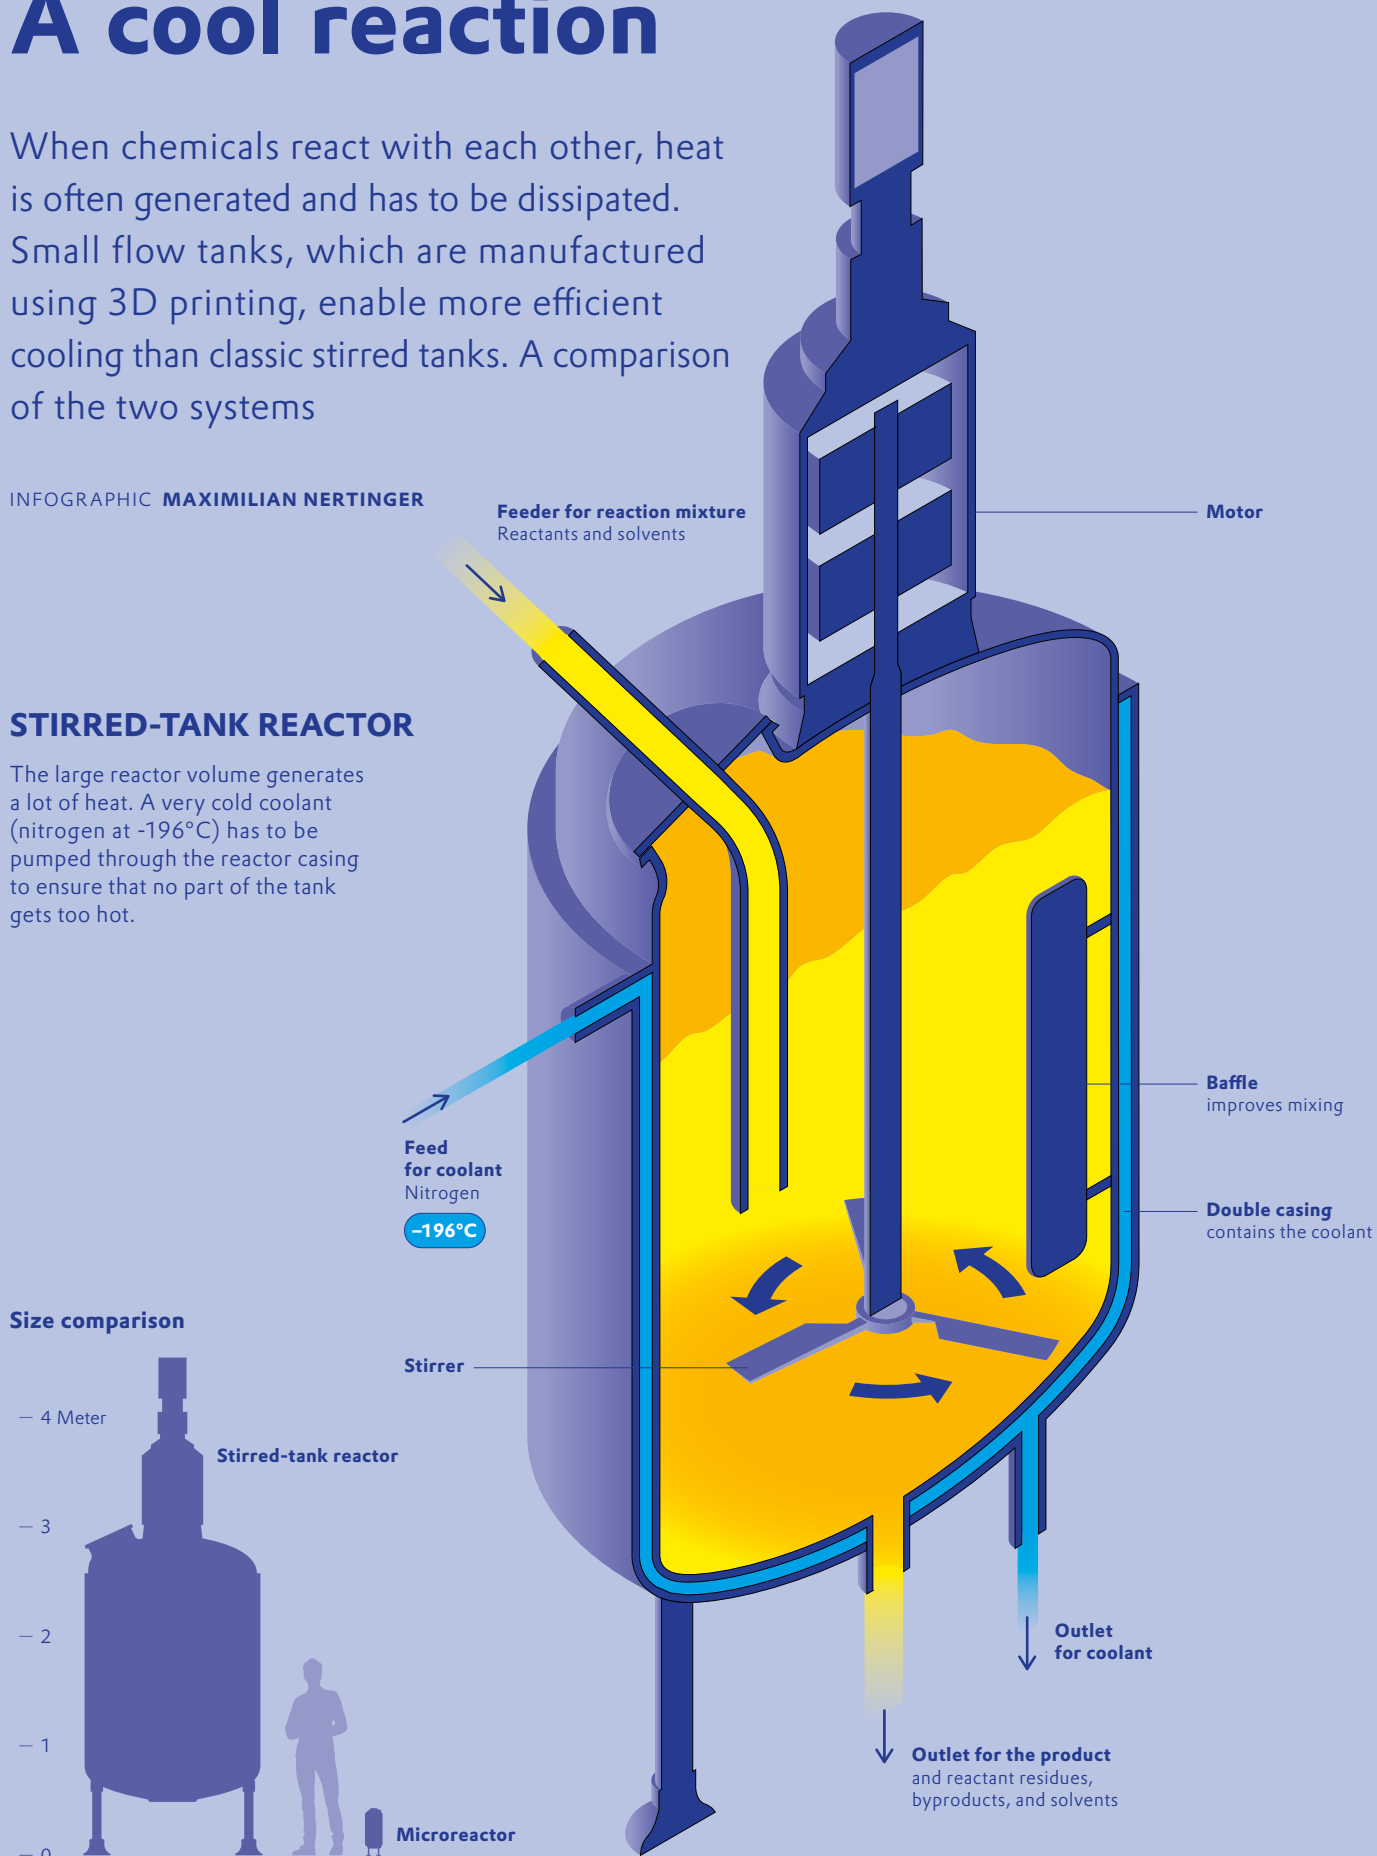 A cool reaction
When chemicals react with each other, heat
is often generated and has to be dissipated.
Small flow tanks, which are manufactured
using 3D printing, enable more efficient
cooling than classic stirred tanks. A comparison
of the two systems
INFOGRAPHIC MAXIMILIAN NERTINGER
Feeder for reaction mixture
Reactants and solvents
Motor
STIRRED-TANK REACTOR
The large reactor volume generates
a lot of heat. A very cold coolant
(nitrogen at -196°C) has to be
pumped through the reactor casing
to ensure that no part of the tank
gets too hot.
Feed
for coolant
Nitrogen
–196°C
Baffle
improves mixing
Double casing
contains the coolant
Stirrer
Size comparison
4 Meter
Stirred-tank reactor
3
2
1
0
Microreactor
Outlet
for coolant
Outlet for the product
and reactant residues,
byproducts, and solvents